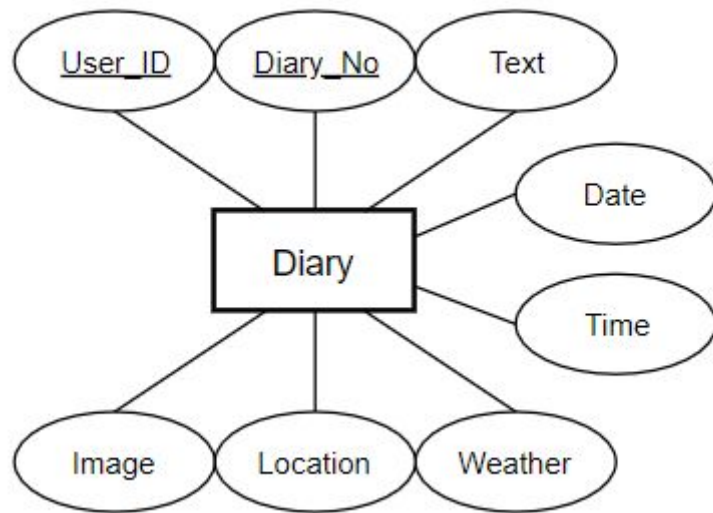 User_ID
Diary_No
Text
Date
Diary
Time
Image
Location
Weather